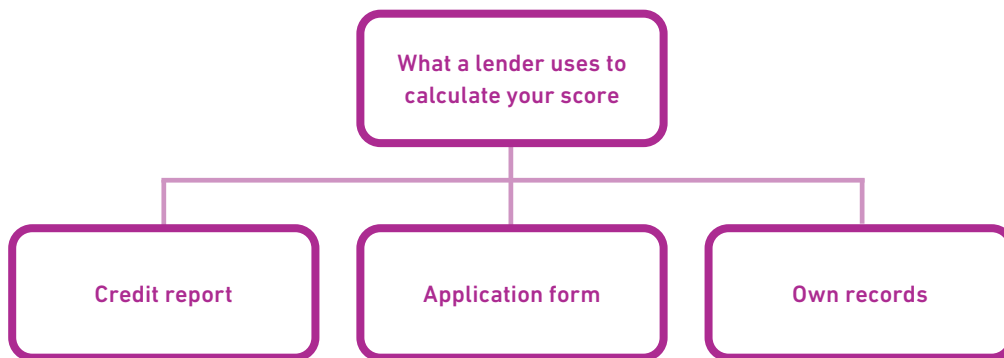 What a lender uses to
calculate your score
Credit report
Application form
Own records